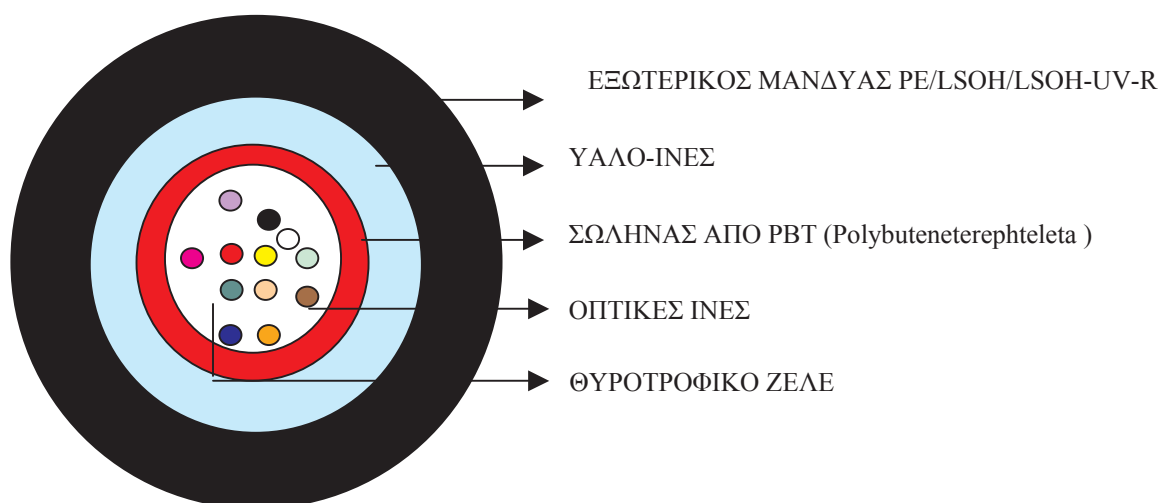 ΕΞΩΤΕΡΙΚΟΣ ΜΑΝΔΥΑΣ PE/LSOH/LSOH-UV-R
ΥΑΛΟ-ΙΝΕΣ
ΣΩΛΗΝΑΣ ΑΠΟ PBT (Polybuteneterephteleta )
ΟΠΤΙΚΕΣ ΙΝΕΣ
ΘΥΡΟΤΡΟΦΙΚΟ ΖΕΛΕ